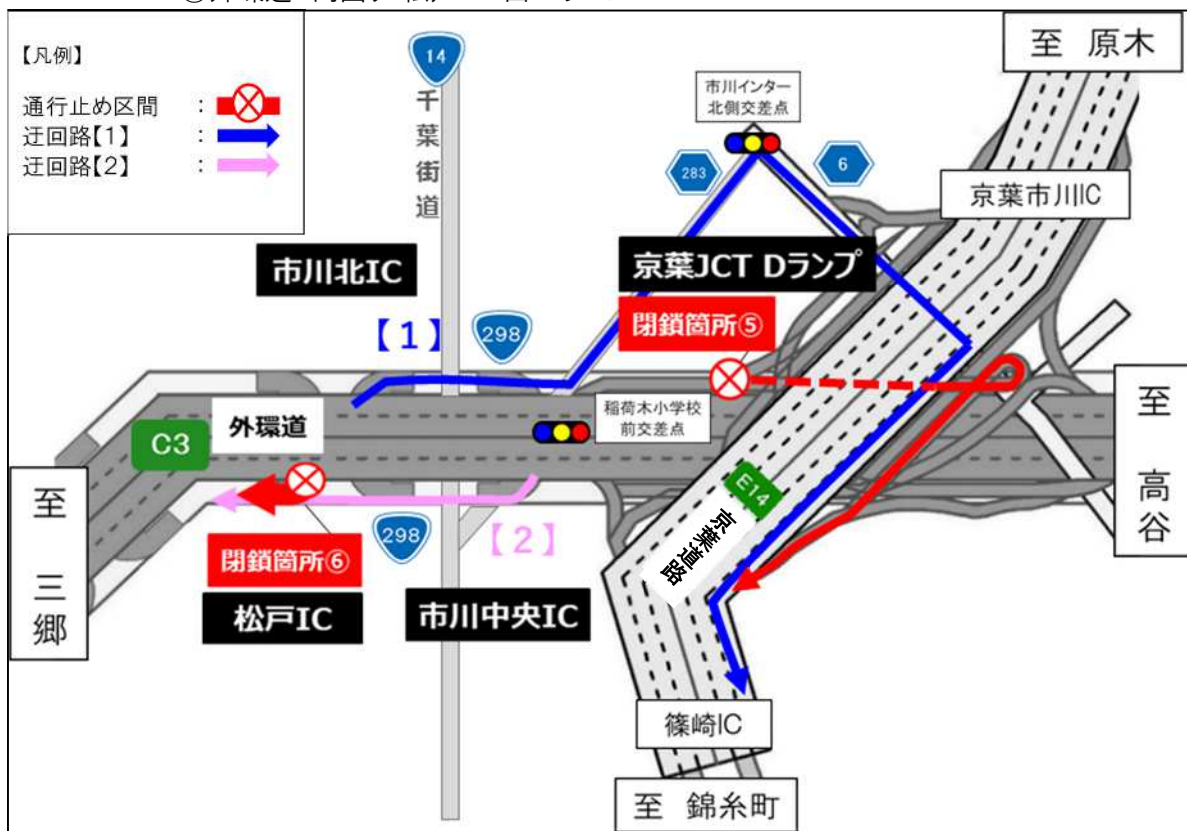 【凡例】
通行止め区間 :
迂回路【1】 :
迂回路【2】 :
14
千葉街道
市川インター
北側交差点
283
6
至 原木
京葉市川IC
市川北IC
京葉JCT Dランプ
閉鎖箇所⑤
【1】
298
稲荷木小学校
前交差点
外環道
C3
至 三郷
至 高谷
E14
京葉道路
298
【2】
閉鎖箇所⑥
松戸IC
市川中央IC
篠崎IC
至 錦糸町